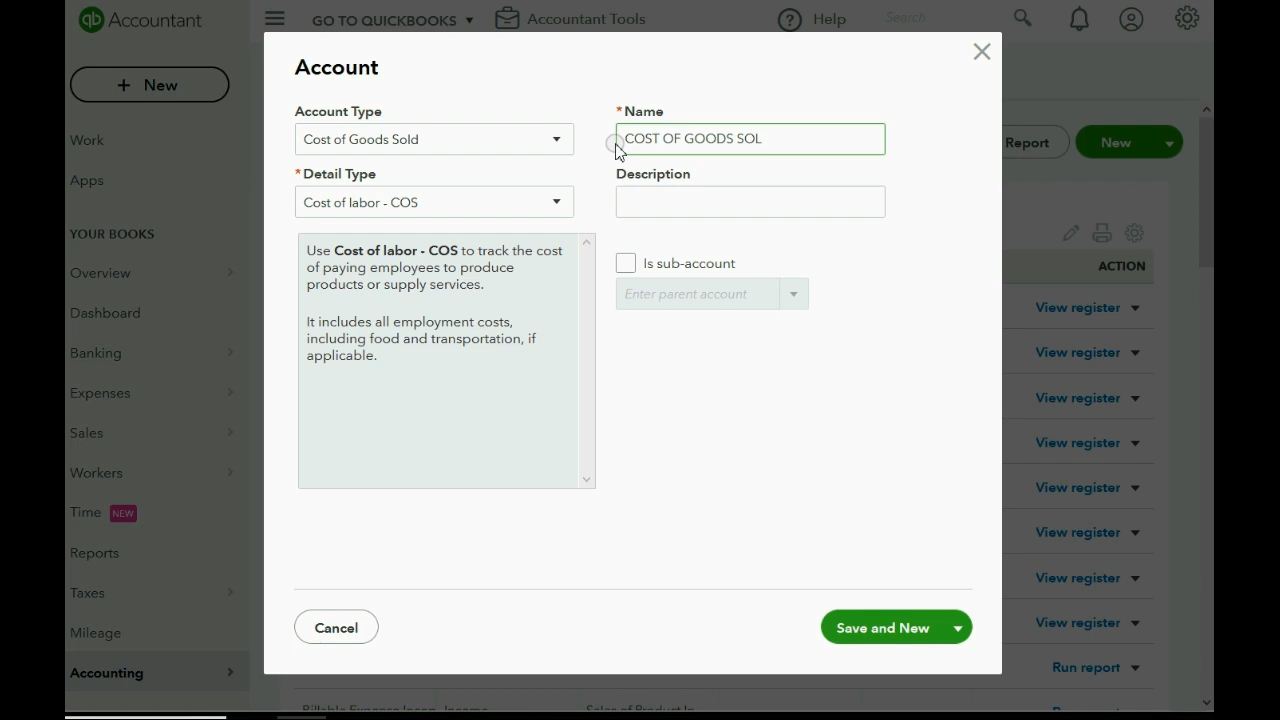 qb Accountant
GO TO QUICKBOOKS
Accountant Tools
Help
Search
+ New
Work
Apps
YOUR BOOKS
Overview
Dashboard
Banking
Expenses
Sales
Workers
Time NEW
Reports
Taxes
Mileage
Accounting
Account
Account Type
Cost of Goods Sold
* Name
COST OF GOODS SOL
* Detail Type
Cost of labor - COS
Description
Use Cost of labor - COS to track the cost
of paying employees to produce
products or supply services.
It includes all employment costs,
including food and transportation, if
applicable.
Is sub-account
Enter parent account
Cancel
Save and New
Report
New
ACTION
View register
View register
View register
View register
View register
View register
View register
View register
Run report